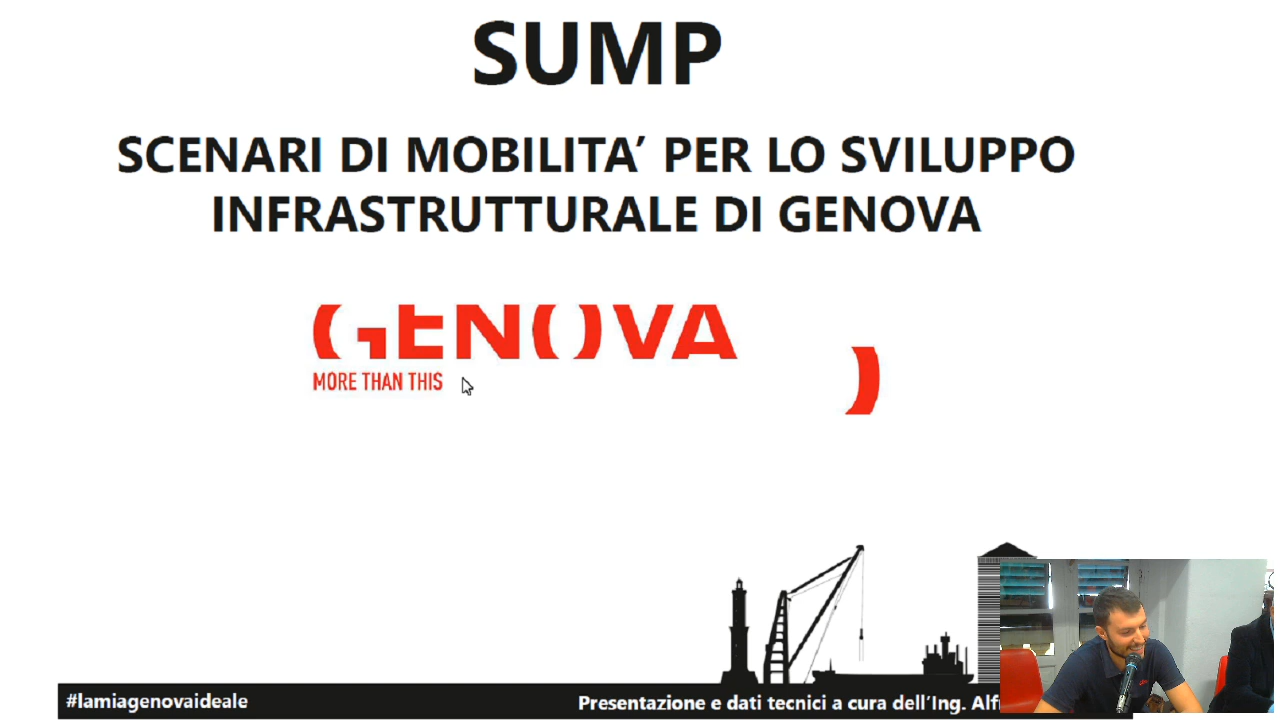 SUMP
SCENARI DI MOBILITA’ PER LO SVILUPPO
INFRASTRUTTURALE DI GENOVA
GENOVA
MORE THAN THIS
#lamiagenovaideale
Presentazione e dati tecnici a cura dell’Ing.